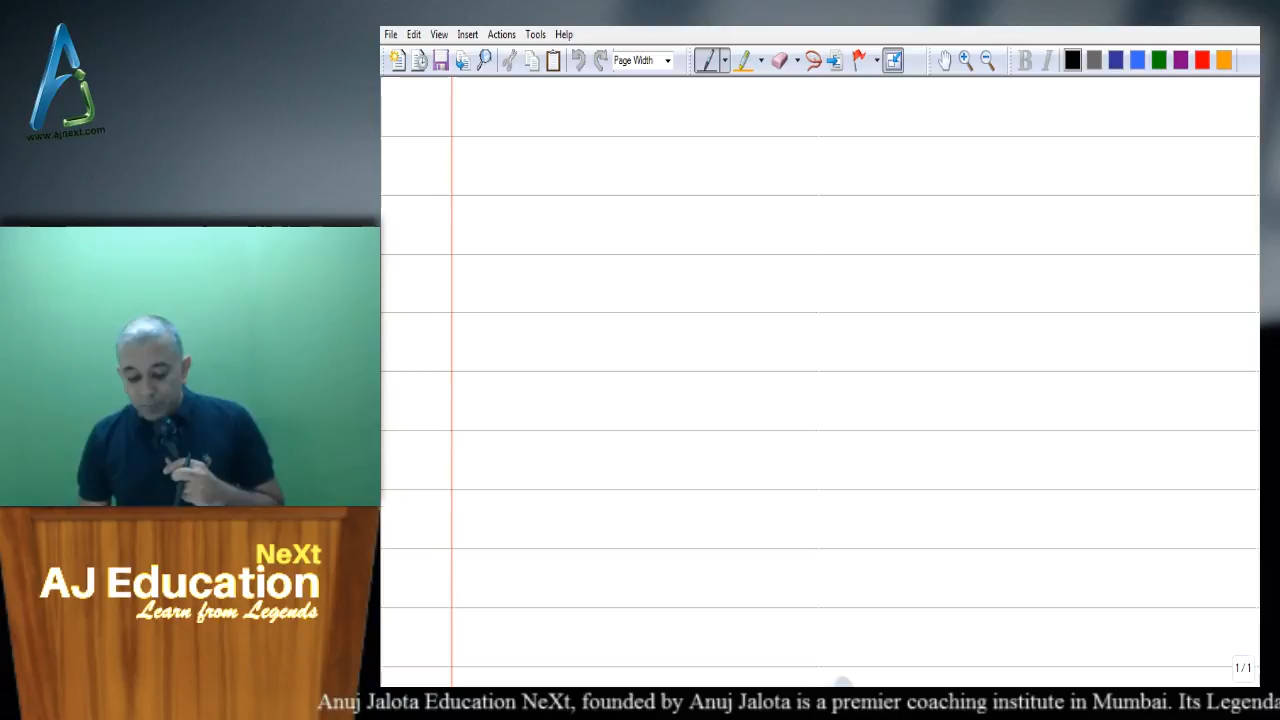 www.ajnext.com
File Edit View Insert Actions Tools Help
Page Width
B I
NeXt
AJ Education
Learn from Legends
1/1
Anuj Jalota Education NeXt, founded by Anuj Jalota is a premier coaching institute in Mumbai. Its Legenda